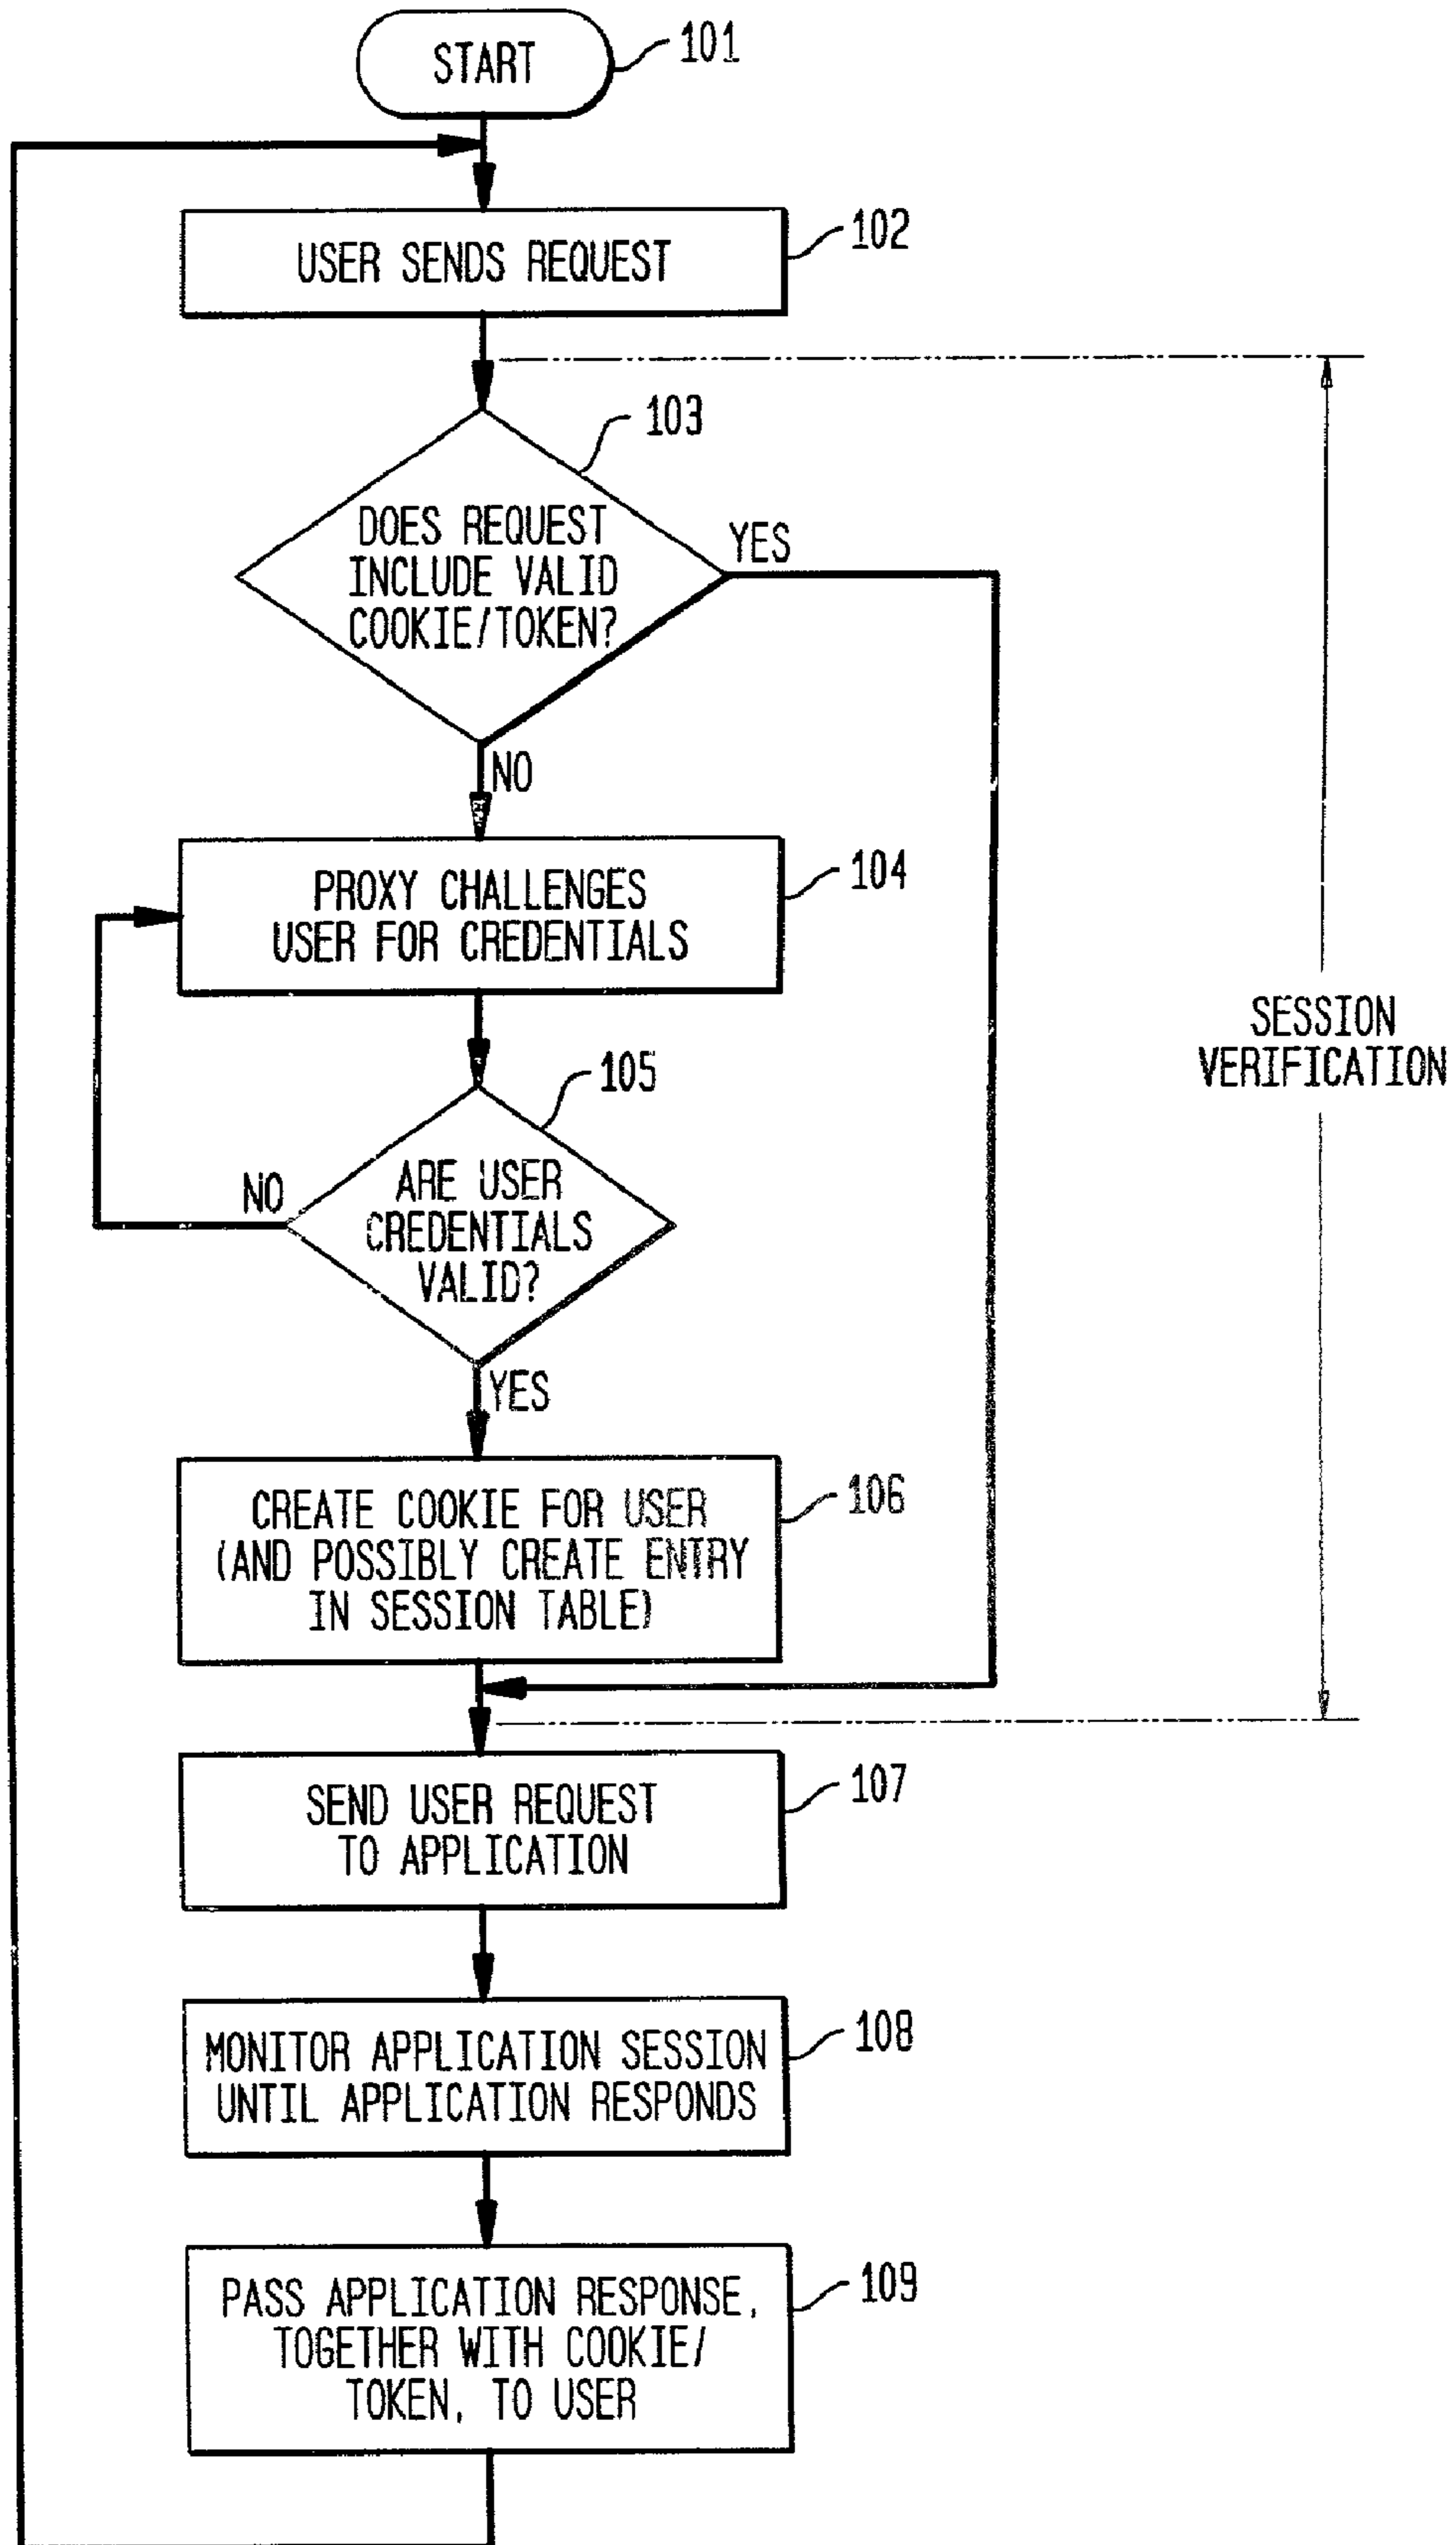 START
101
USER SENDS REQUEST
102
103
DOES REQUEST
INCLUDE VALID
COOKIE/TOKEN?
YES
NO
PROXY CHALLENGES
USER FOR CREDENTIALS
104
SESSION
VERIFICATION
105
ARE USER
CREDENTIALS
VALID?
NO
YES
CREATE COOKIE FOR USER
(AND POSSIBLY CREATE ENTRY
IN SESSION TABLE)
106
SEND USER REQUEST
TO APPLICATION
107
MONITOR APPLICATION SESSION
UNTIL APPLICATION RESPONDS
108
PASS APPLICATION RESPONSE,
TOGETHER WITH COOKIE/
TOKEN, TO USER
109